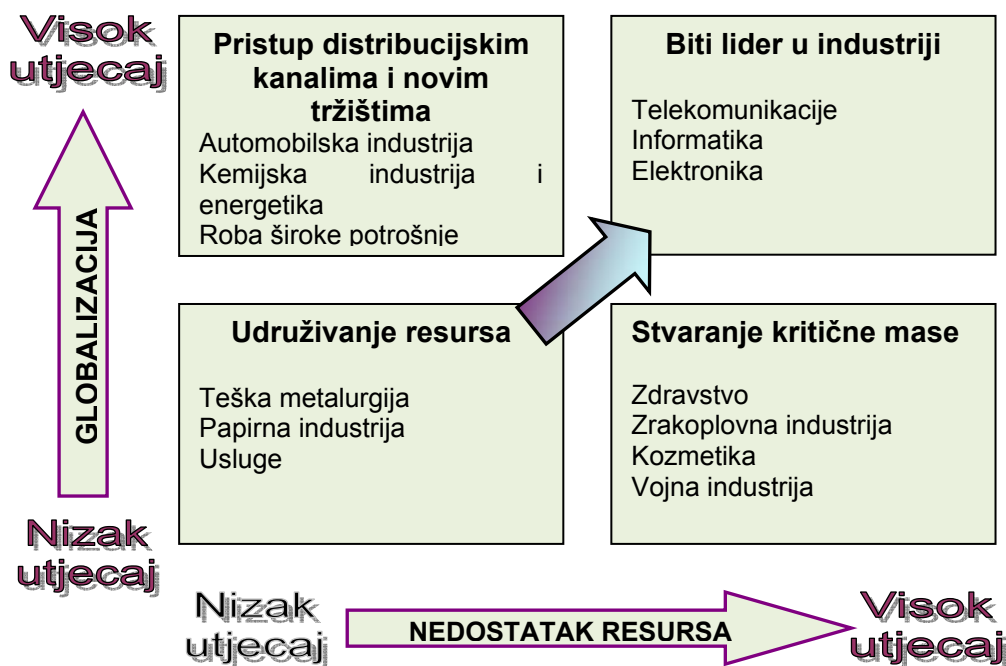 Visok
utjecaj
Pristup distribucijskim
kanalima i novim
tržištima
Automobilska industrija
Kemijska industrija i
energetika
Roba široke potrošnje
Biti lider u industriji
Telekomunikacije
Informatika
Elektronika
GLOBALIZACIJA
Udruživanje resursa
Teška metalurgija
Papirna industrija
Usluge
Stvaranje kritične mase
Zdravstvo
Zrakoplovna industrija
Kozmetika
Vojna industrija
Nizak
utjecaj
Nizak
utjecaj
NEDOSTATAK RESURSA
Visok
utjecaj